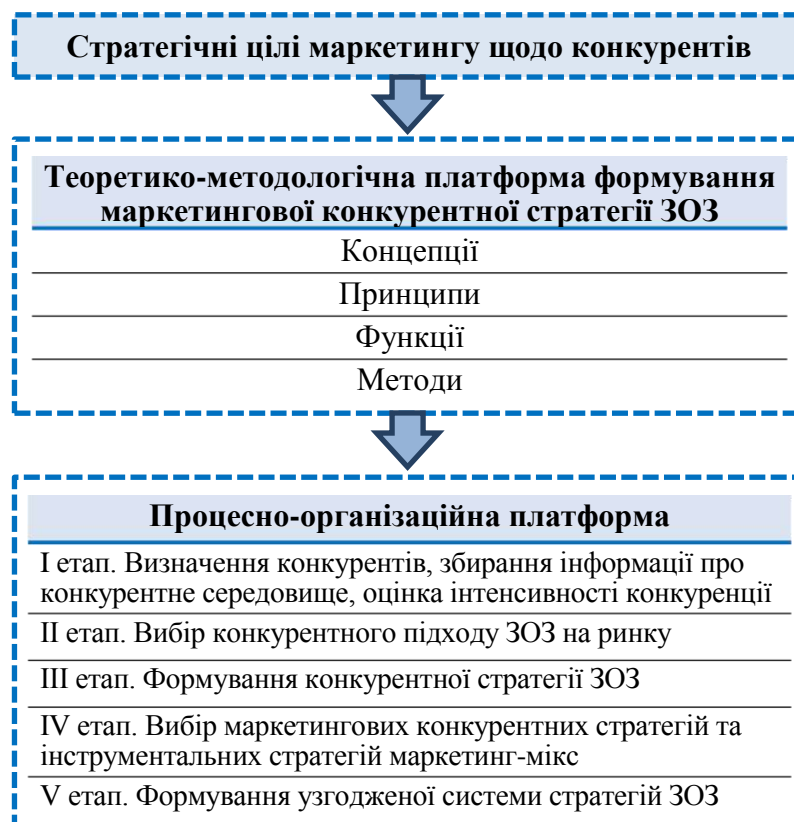 Стратегічні цілі маркетингу щодо конкурентів
Теоретико-методологічна платформа формування
маркетингової конкурентної стратегії ЗОЗ
Концепції
Принципи
Функції
Методи
Процесно-організаційна платформа
I етап. Визначення конкурентів, збирання інформації про
конкурентне середовище, оцінка інтенсивності конкуренції
II етап. Вибір конкурентного підходу ЗОЗ на ринку
III етап. Формування конкурентної стратегії ЗОЗ
IV етап. Вибір маркетингових конкурентних стратегій та
інструментальних стратегій маркетинг-мікс
V етап. Формування узгодженої системи стратегій ЗОЗ